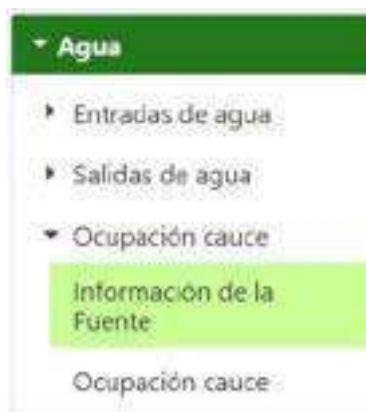 Agua
Entradas de agua
Salidas de agua
Ocupación cauce
Información de la
Fuente
Ocupación cauce